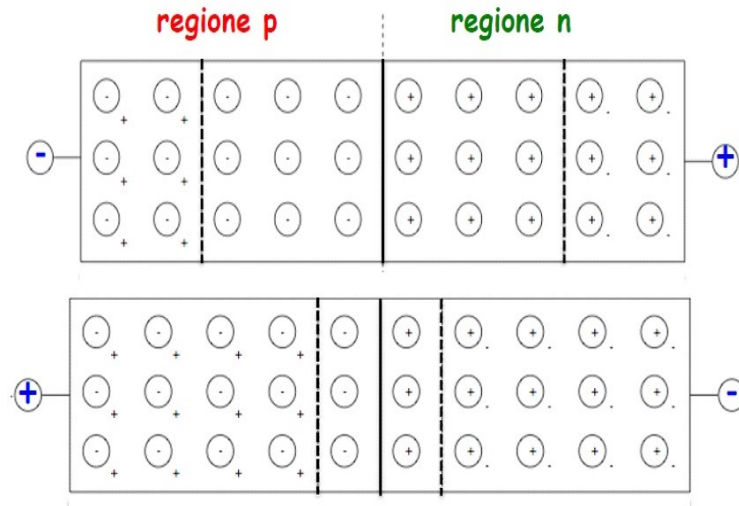 regione p regione n
- - - - - + + + + +
+ + - -
- - - - - - + + + + + +
+ + - -
- - - - - + + + + +
+ + - -
- - - - - + + + + +
+ + + + - - - -
+ - - - - - + + + + + -
+ + + + - - - -
- - - - - + + + + +
+ + + + - - - -